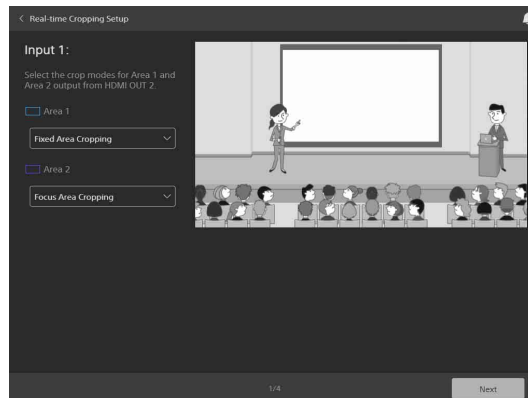 Real-time Cropping Setup
Input 1:
Select the crop modes for Area 1 and
Area 2 output from HDMI OUT 2.
Area 1
Fixed Area Cropping
Area 2
Focus Area Cropping
1/4
Next